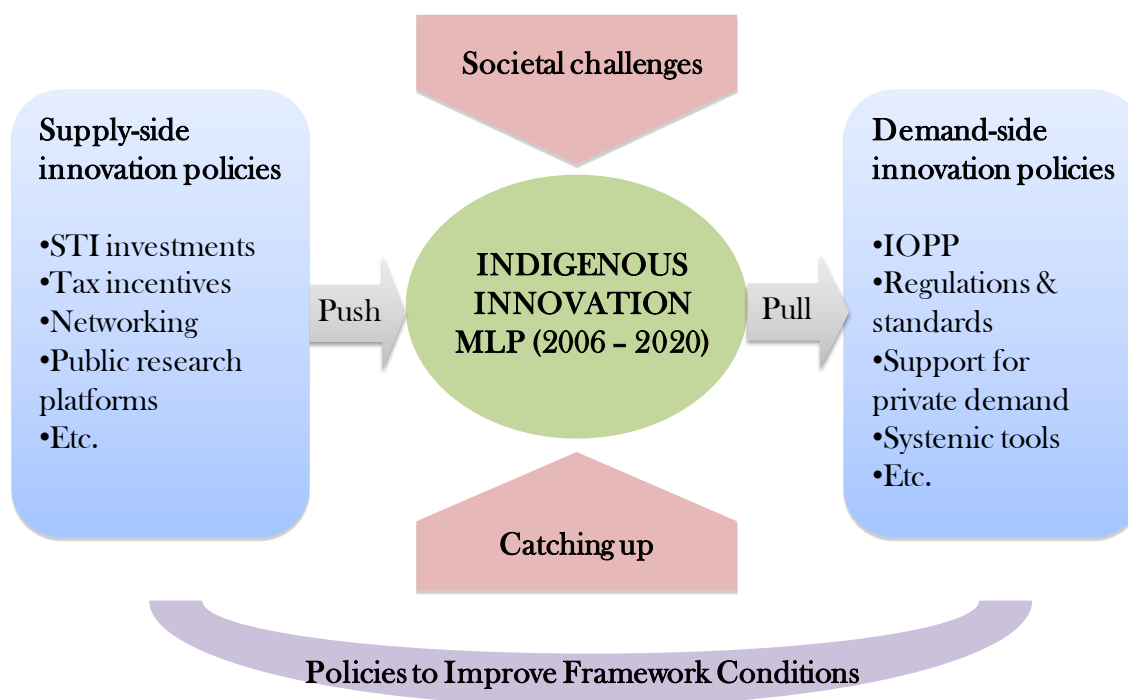 Societal challenges
Supply-side
innovation policies
•STI investments
•Tax incentives
•Networking
•Public research
platforms
•Etc.
Push
INDIGENOUS
INNOVATION
MLP (2006 – 2020)
Pull
Demand-side
innovation policies
•IOPP
•Regulations &
standards
•Support for
private demand
•Systemic tools
•Etc.
Catching up
Policies to Improve Framework Conditions